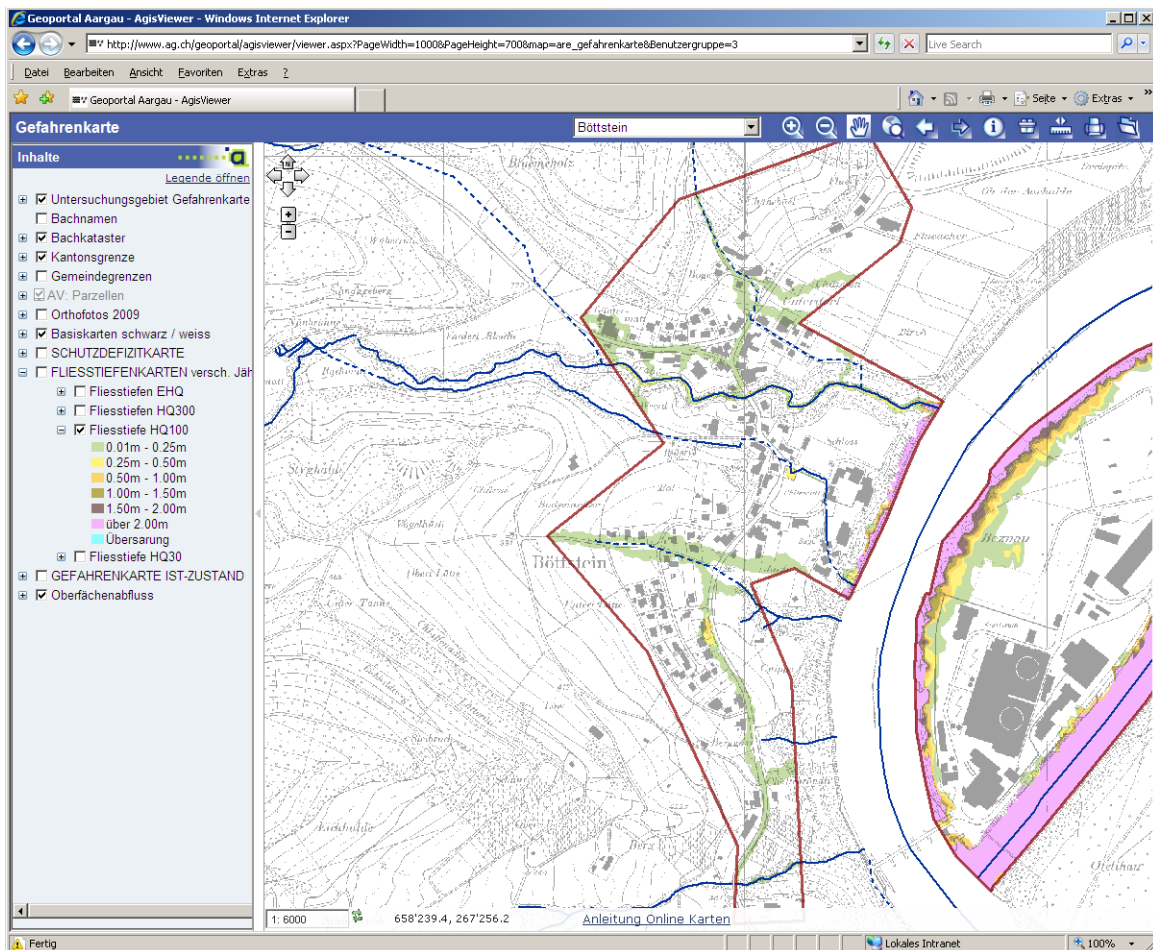 Geoportal Aargau - AgisViewer - Windows Internet Explorer
http://www.ag.ch/geoportal/agisviewer/viewer.aspx?PageWidth=1000&PageHeight=700&map=are_gefahrenkarte&Benutzergruppe=3
Live Search
Datei Bearbeiten Ansicht Favoriten Extras ?
Geoportal Aargau - AgisViewer
Seite Extras »
Gefahrenkarte
Böttstein
Inhalte
Legende öffnen
Untersuchungsgebiet Gefahrenkarte
Bachnamen
Bachkataster
Kantonsgrenze
Gemeindegrenzen
AV: Parzellen
Orthofotos 2009
Basiskarten schwarz / weiss
SCHUTZDEFIZITKARTE
FLIESSTIEFENKARTEN versch. Jäh
Fliesstiefen EHQ
Fliesstiefen HQ300
Fliesstiefe HQ100
0.01m - 0.25m
0.25m - 0.50m
0.50m - 1.00m
1.00m - 1.50m
1.50m - 2.00m
über 2.00m
Übersarung
Fliesstiefe HQ30
GEFAHRENKARTE IST-ZUSTAND
Oberfächenabfluss
N
Schloss
Böttstein
Beznau
1: 6000
658'239.4, 267'256.2
Anleitung Online Karten
Fertig
Lokales Intranet
100%